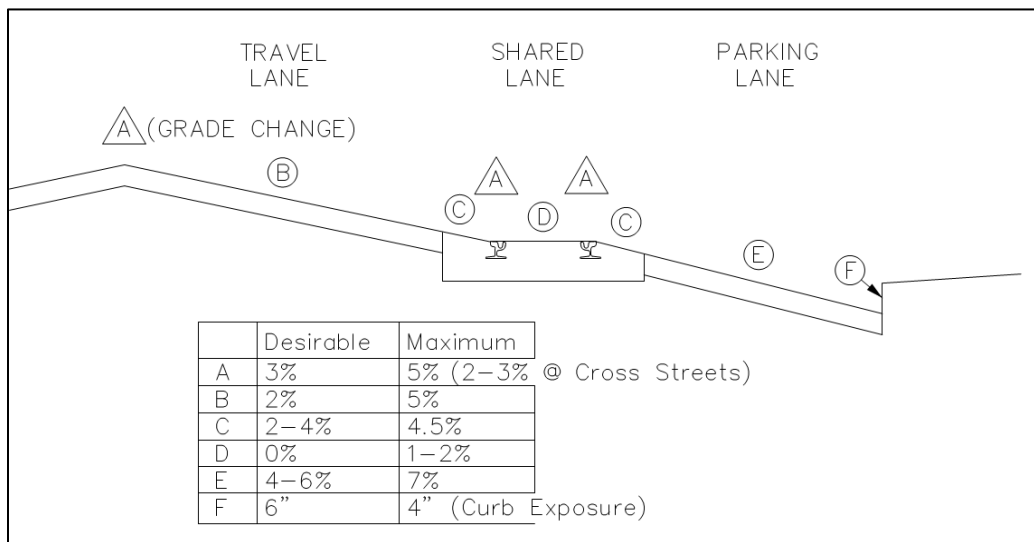 TRAVEL LANE
SHARED LANE
PARKING LANE
A (GRADE CHANGE)
B
A
A
C
D
C
E
F
Desirable Maximum
A 3% 5% (2-3% @ Cross Streets)
B 2% 5%
C 2-4% 4.5%
D 0% 1-2%
E 4-6% 7%
F 6" 4" (Curb Exposure)